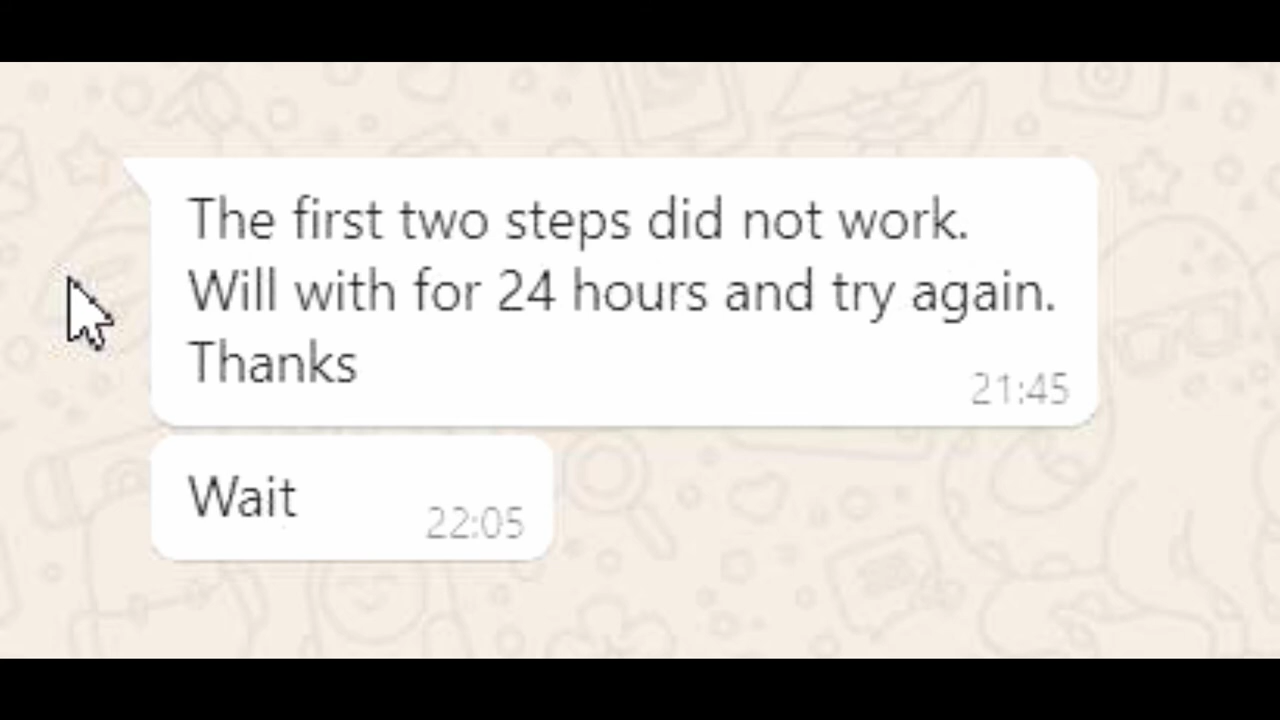 The first two steps did not work.
Will with for 24 hours and try again.
Thanks
21:45
Wait
22:05